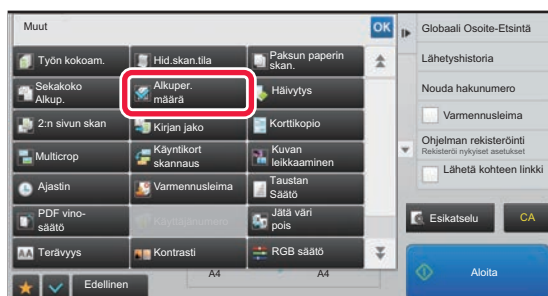 Muut
OK
Työn kokoam.
Hid.skan.tila
Paksun paperin
skan.
Sekakoko
Alkup.
Alkuper.
määrä
Häivytys
2:n sivun skan
Kirjan jako
Korttikopio
Multicrop
Käyntikort
skannaus
Kuvan
leikkaaminen
Ajastin
Varmennusleima
Taustan
Säätö
PDF vino-
säätö
Käyttäjänumero
Jätä väri
pois
AA Terävyys
Kontrasti
RGB säätö
Edellinen
A4
A4
Globaali Osoite-Etsintä
Lähetyshistoria
Nouda hakunumero
Varmennusleima
Ohjelman rekisteröinti
Rekisteröi nykyiset asetukset
Lähetä kohteen linkki
Esikatselu
CA
Aloita